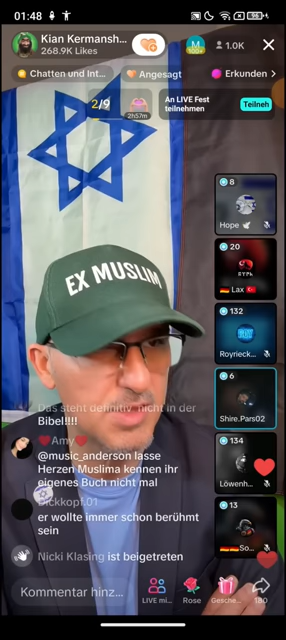 01:48
Kian Kermansh...
268.9K Likes
M
100+
1.0K
Chatten und Int...
Angesagt
Erkunden
2/9
2h57m
An LIVE Fest
teilnehmen
Teilneh
EX MUSLIM
8
Hope
20
Lax
132
Royrieck...
6
Shire.Pars02
134
Löwenh...
13
So...
Das steht definitiv nicht in der
Bibel!!!!
Amy
@music_anderson lasse
Herzen Muslima kennen ihr
eigenes Buch nicht mal
Dickkopf.01
er wollte immer schon berühmt
sein
Nicki Klasing ist beigetreten
Kommentar hinz...
LIVE mi...
Rose
Gesche...
180